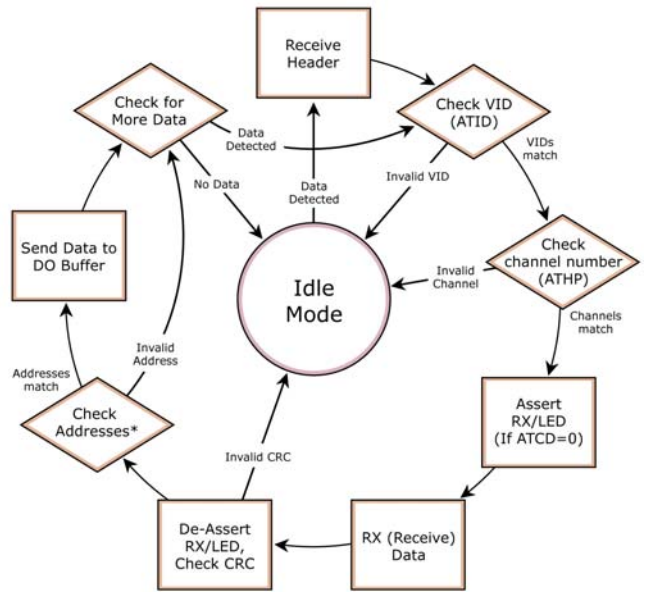 Receive
Header
Check VID
(ATID)
VIDs
match
Invalid VID
Check
channel number
(ATHP)
Invalid
Channel
Channels
match
Assert
RX/LED
(If ATCD=0)
RX (Receive)
Data
De-Assert
RX/LED,
Check CRC
Invalid CRC
Check
Addresses*
Addresses
match
Invalid
Address
Send Data to
DO Buffer
Check for
More Data
Data
Detected
No Data
Data
Detected
Idle
Mode